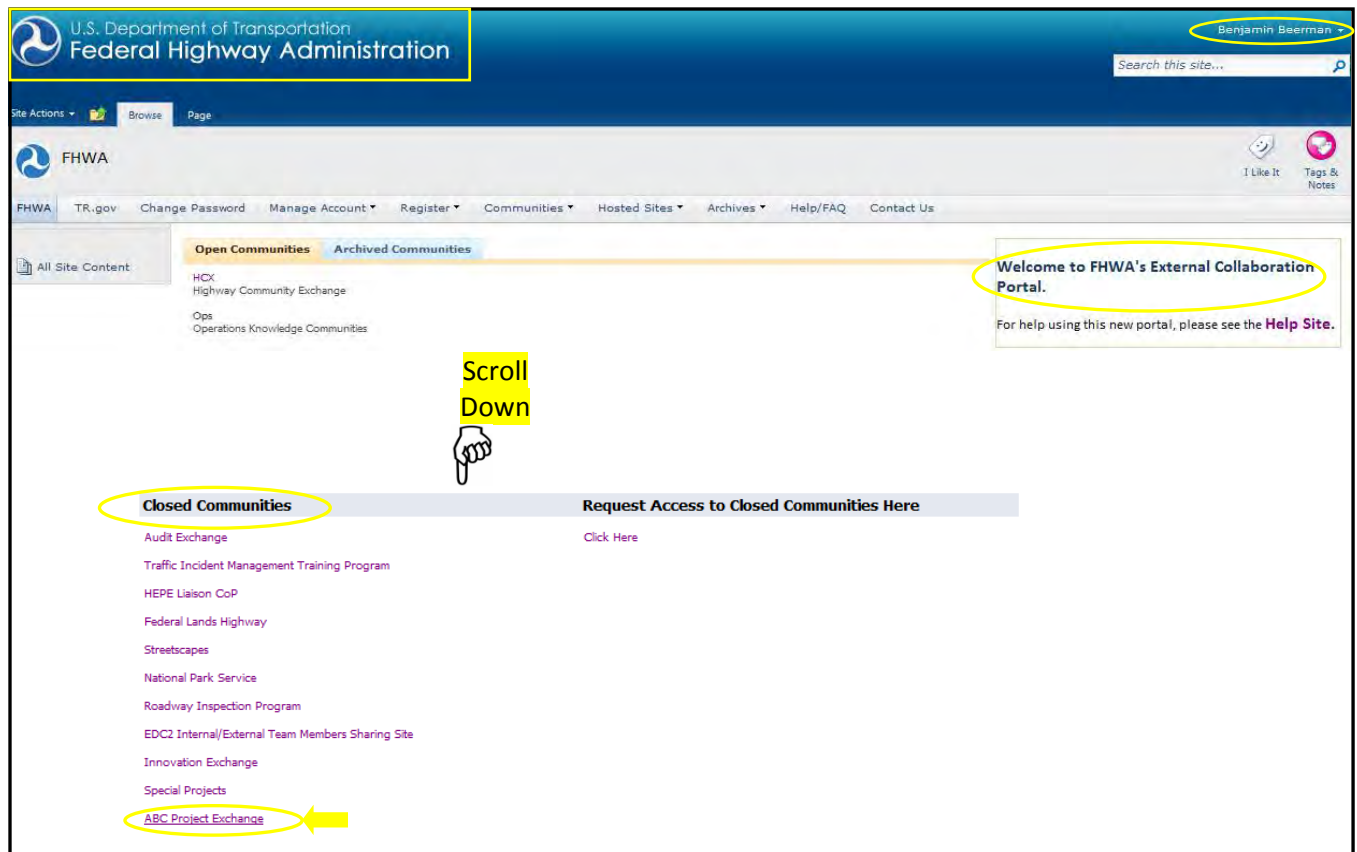 U.S. Department of Transportation
Federal Highway Administration
Benjamin Beerman
Search this site...
Site Actions Browse Page
FHWA
I Like It Tags &
Notes
FHWA TR.gov Change Password Manage Account Register Communities Hosted Sites Archives Help/FAQ Contact Us
All Site Content
Open Communities Archived Communities
HCX
Highway Community Exchange
Ops
Operations Knowledge Communities
Welcome to FHWA's External Collaboration
Portal.
For help using this new portal, please see the Help Site.
Scroll
Down
Closed Communities Request Access to Closed Communities Here
Audit Exchange Click Here
Traffic Incident Management Training Program
HEPE Liaison CoP
Federal Lands Highway
Streetscapes
National Park Service
Roadway Inspection Program
EDC2 Internal/External Team Members Sharing Site
Innovation Exchange
Special Projects
ABC Project Exchange